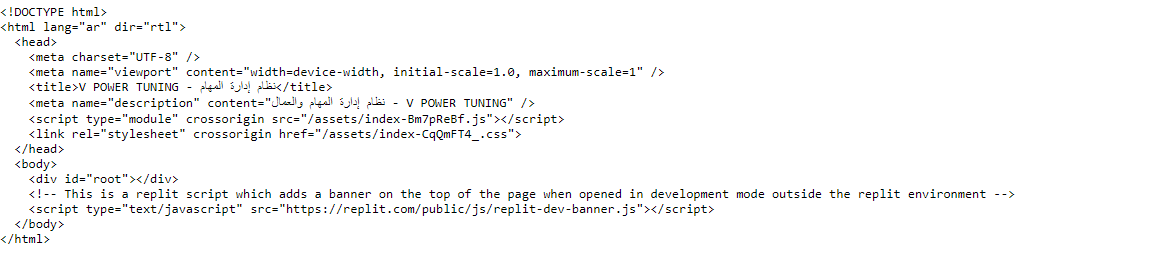 <!DOCTYPE html>
<html lang="ar" dir="rtl">
<head>
<meta charset="UTF-8" />
<meta name="viewport" content="width=device-width, initial-scale=1.0, maximum-scale=1" />
<title>V POWER TUNING - نظام إدارة المهام</title>
<meta name="description" content="نظام إدارة المهام والعمال - V POWER TUNING" />
<script type="module" crossorigin src="/assets/index-Bm7pReBf.js"></script>
<link rel="stylesheet" crossorigin href="/assets/index-CqQmFT4_.css">
</head>
<body>
<div id="root"></div>
<!-- This is a replit script which adds a banner on the top of the page when opened in development mode outside the replit environment -->
<script type="text/javascript" src="https://replit.com/public/js/replit-dev-banner.js"></script>
</body>
</html>